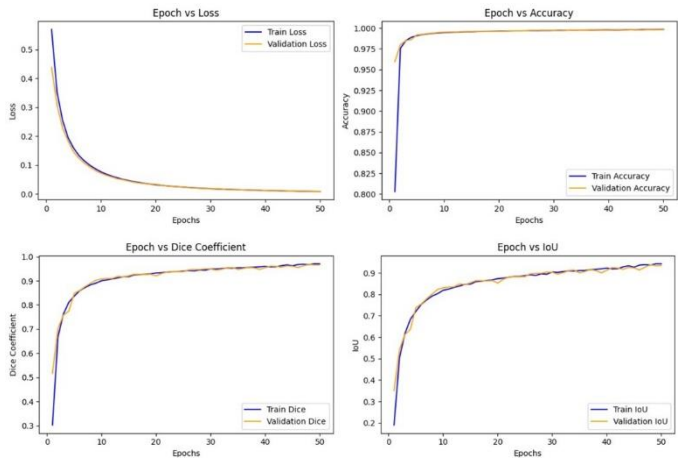 Epoch vs Loss
Train Loss
Validation Loss
0.5
0.4
0.3
0.2
0.1
0.0
Loss
0 10 20 30 40 50
Epochs
Epoch vs Accuracy
1.000
0.975
0.950
0.925
0.900
0.875
0.850
0.825
0.800
Accuracy
Train Accuracy
Validation Accuracy
0 10 20 30 40 50
Epochs
Epoch vs Dice Coefficient
1.0
0.9
0.8
0.7
0.6
0.5
0.4
0.3
Dice Coefficient
Train Dice
Validation Dice
0 10 20 30 40 50
Epochs
Epoch vs IoU
0.9
0.8
0.7
0.6
0.5
0.4
0.3
0.2
IoU
Train IoU
Validation IoU
0 10 20 30 40 50
Epochs